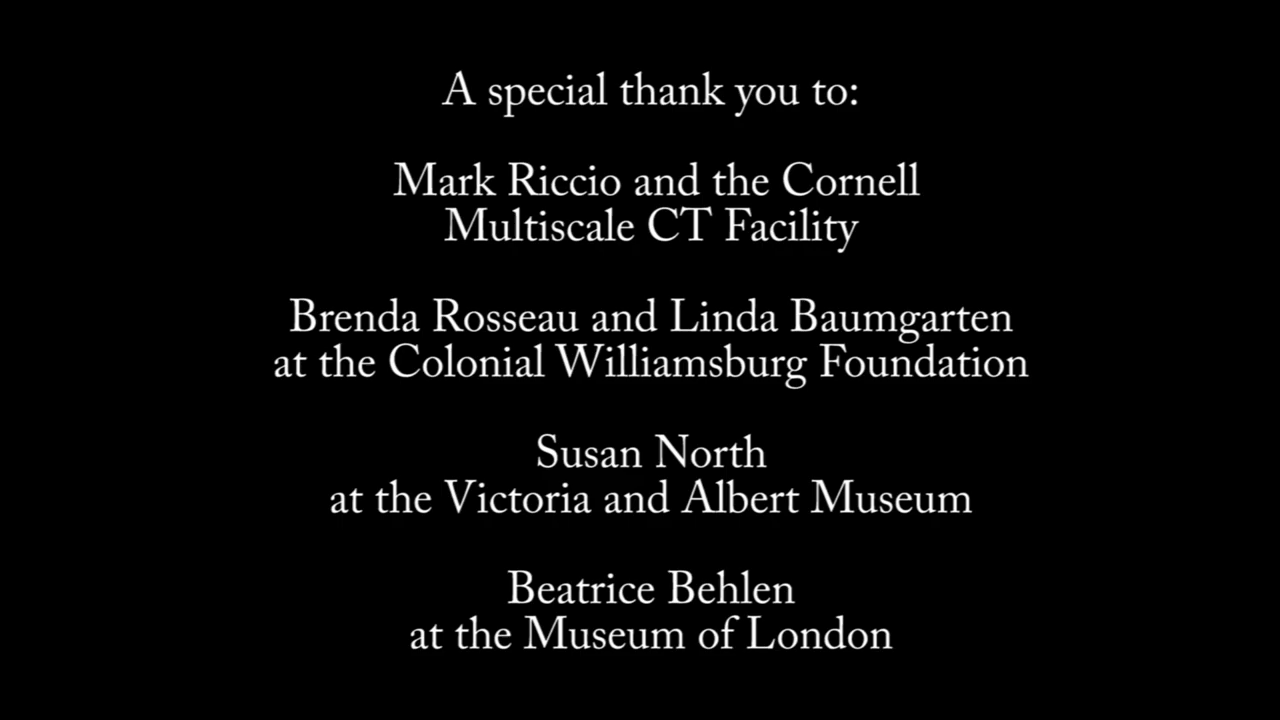 A special thank you to:
Mark Riccio and the Cornell
Multiscale CT Facility
Brenda Rosseau and Linda Baumgarten
at the Colonial Williamsburg Foundation
Susan North
at the Victoria and Albert Museum
Beatrice Behlen
at the Museum of London